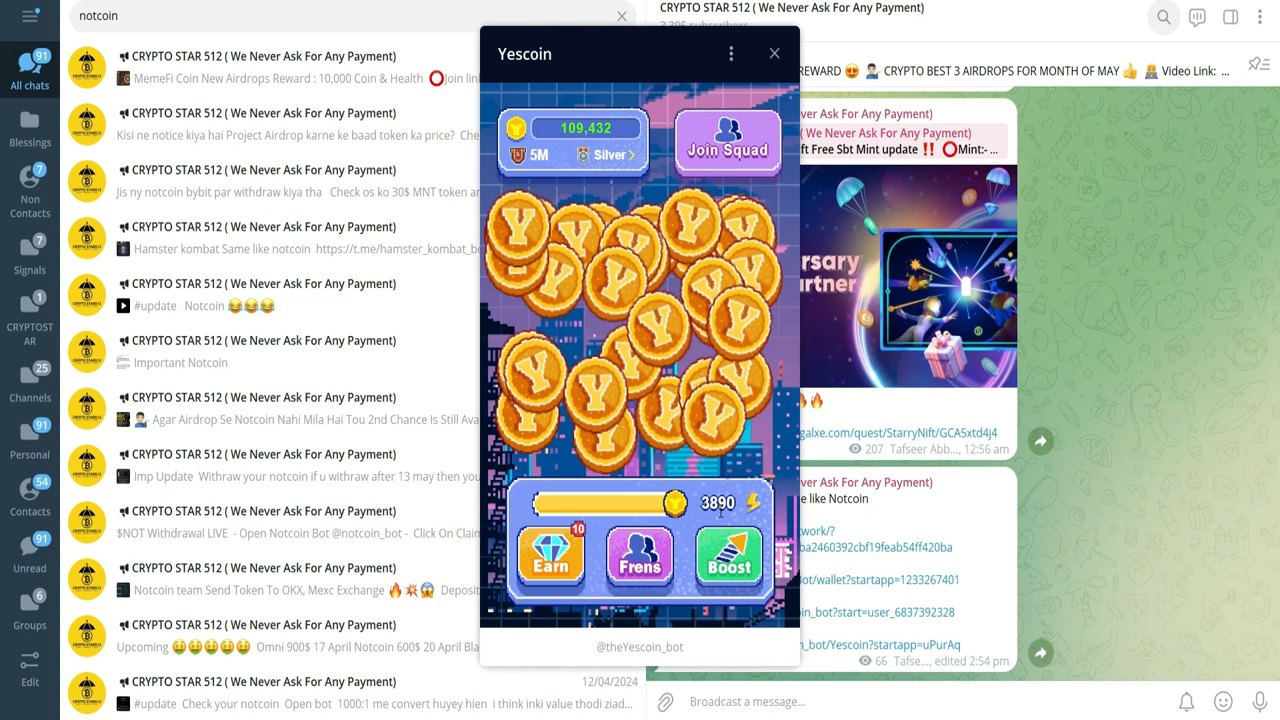 notcoin
91
All chats
Blessings
7
Non
Contacts
7
Signals
1
CRYPTOST
AR
25
Channels
91
Personal
54
Contacts
91
Unread
6
Groups
Edit
CRYPTO STAR 512 ( We Never Ask For Any Payment)
MemeFi Coin New Airdrops Reward : 10,000 Coin & Health ⭕Join lin
CRYPTO STAR 512 ( We Never Ask For Any Payment)
Kisi ne notice kiya hai Project Airdrop karne ke baad token ka price? Che
CRYPTO STAR 512 ( We Never Ask For Any Payment)
Jis ny notcoin bybit par withdraw kiya tha Check os ko 30$ MNT token ar
CRYPTO STAR 512 ( We Never Ask For Any Payment)
Hamster kombat Same like notcoin https://t.me/hamster_kombat_bo
CRYPTO STAR 512 ( We Never Ask For Any Payment)
#update Notcoin 😂😂😂
CRYPTO STAR 512 ( We Never Ask For Any Payment)
Important Notcoin
CRYPTO STAR 512 ( We Never Ask For Any Payment)
Agar Airdrop Se Notcoin Nahi Mila Hai Tou 2nd Chance Is Still Ava
CRYPTO STAR 512 ( We Never Ask For Any Payment)
Imp Update Withdraw your notcoin if u withdraw after 13 may then you
CRYPTO STAR 512 ( We Never Ask For Any Payment)
$NOT Withdrawal LIVE - Open Notcoin Bot @notcoin_bot - Click On Clain
CRYPTO STAR 512 ( We Never Ask For Any Payment)
Notcoin team Send Token To OKX, Mexc Exchange 🔥💥😱 Deposit
CRYPTO STAR 512 ( We Never Ask For Any Payment)
Upcoming 🤑🤑🤑🤑🤑 Omni 900$ 17 April Notcoin 600$ 20 April Bla
CRYPTO STAR 512 ( We Never Ask For Any Payment)
12/04/2024
#update Check your notcoin Open bot 1000:1 me convert huyey hien i think inki value thodi ziad...
Yescoin
109,432
5M
Silver >
Join Squad
3890
10
Earn
Frens
Boost
@theYescoin_bot
CRYPTO STAR 512 ( We Never Ask For Any Payment)
3,395 subscribers
REWARD 😍 CRYPTO BEST 3 AIRDROPS FOR MONTH OF MAY 👍 Video Link: ...
ver Ask For Any Payment)
( We Never Ask For Any Payment)
ft Free Sbt Mint update ‼️ ⭕Mint:- ...
rsary
rtner
galxe.com/quest/StarryNift/GCA5xtd4j4
207 Tafseer Abb..., 12:56 am
ver Ask For Any Payment)
e like Notcoin
work/?
ba2460392cbf19feab54ff420ba
ot/wallet?startapp=1233267401
in_bot?start=user_6837392328
n_bot/Yescoin?startapp=uPurAq
66 Tafse..., edited 2:54 pm
Broadcast a message...